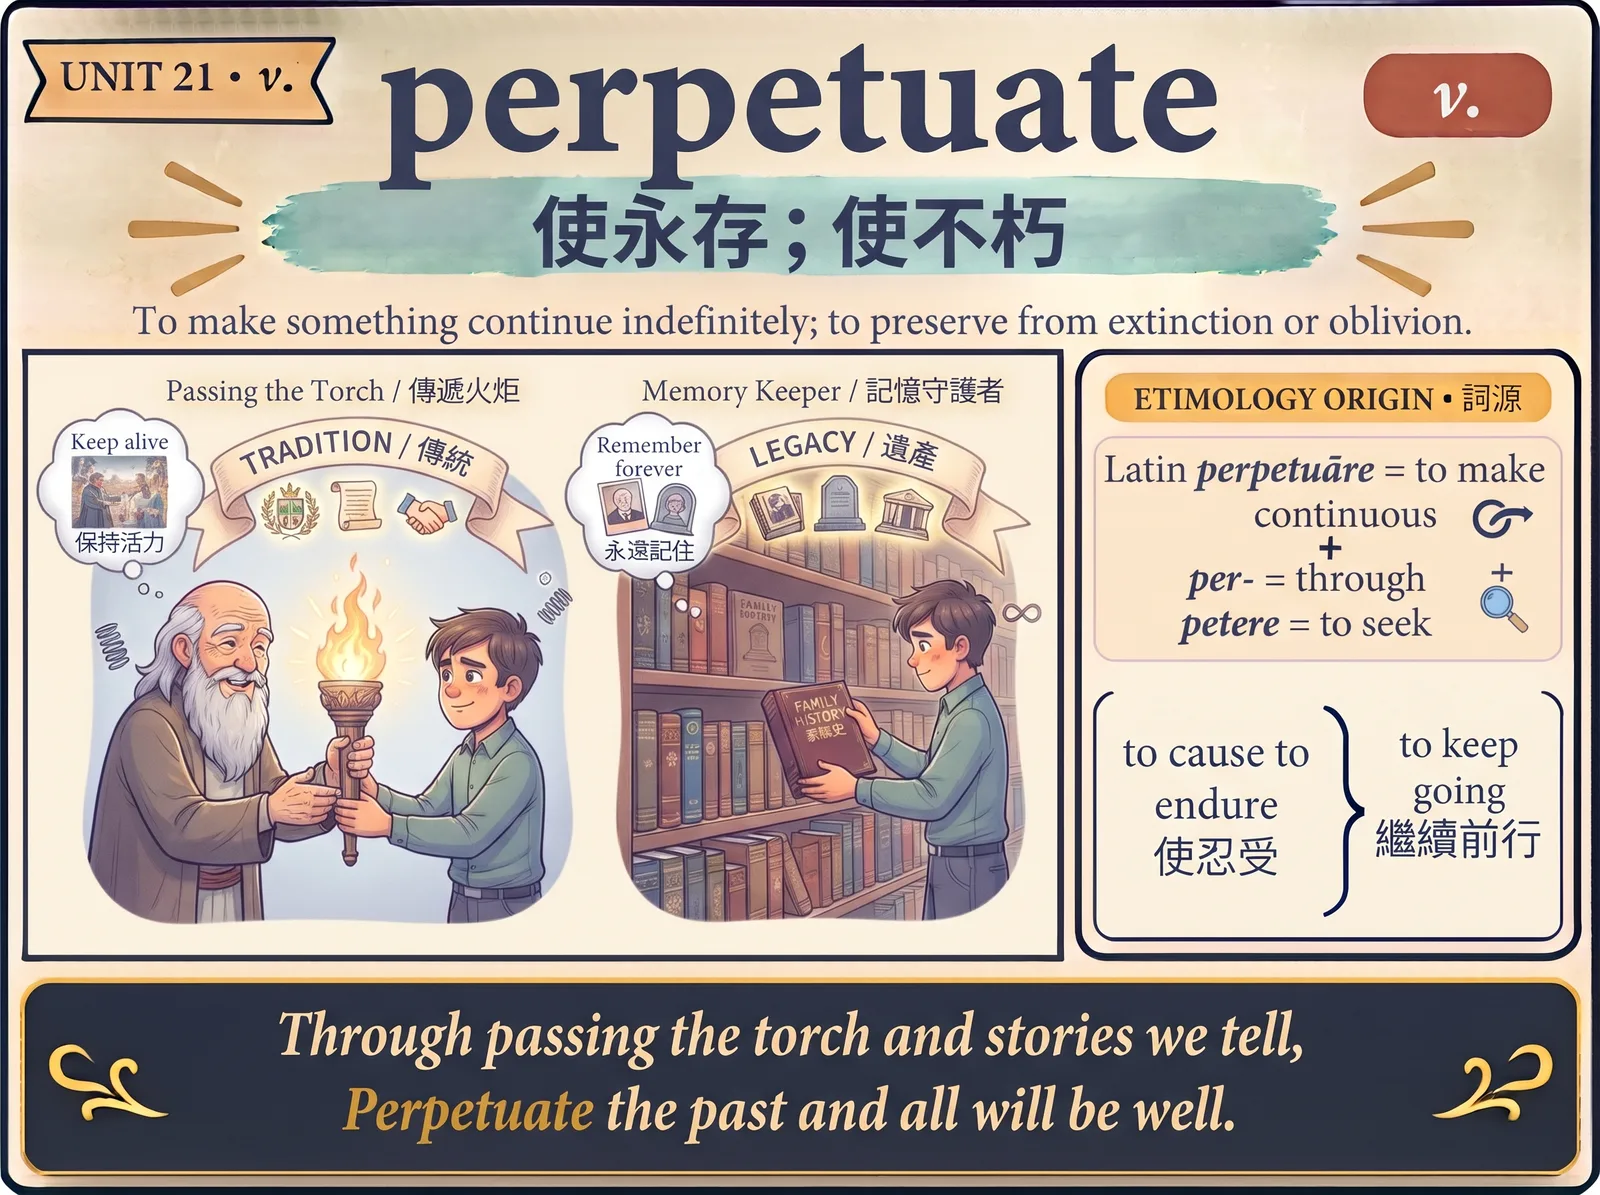 UNIT 21 • v.
perpetuate
v.
使永存；使不朽
To make something continue indefinitely; to preserve from extinction or oblivion.
Passing the Torch / 傳遞火炬
Keep alive
保持活力
TRADITION / 傳統
Memory Keeper / 記憶守護者
Remember
forever
永遠記住
LEGACY / 遺產
FAMILY
HISTORY
ETIMOLOGY ORIGIN • 詞源
Latin perpetuāre = to make
continuous
+
per- = through
+
petere = to seek
to cause to
endure
使忍受
to keep
going
繼續前行
Through passing the torch and stories we tell,
Perpetuate the past and all will be well.